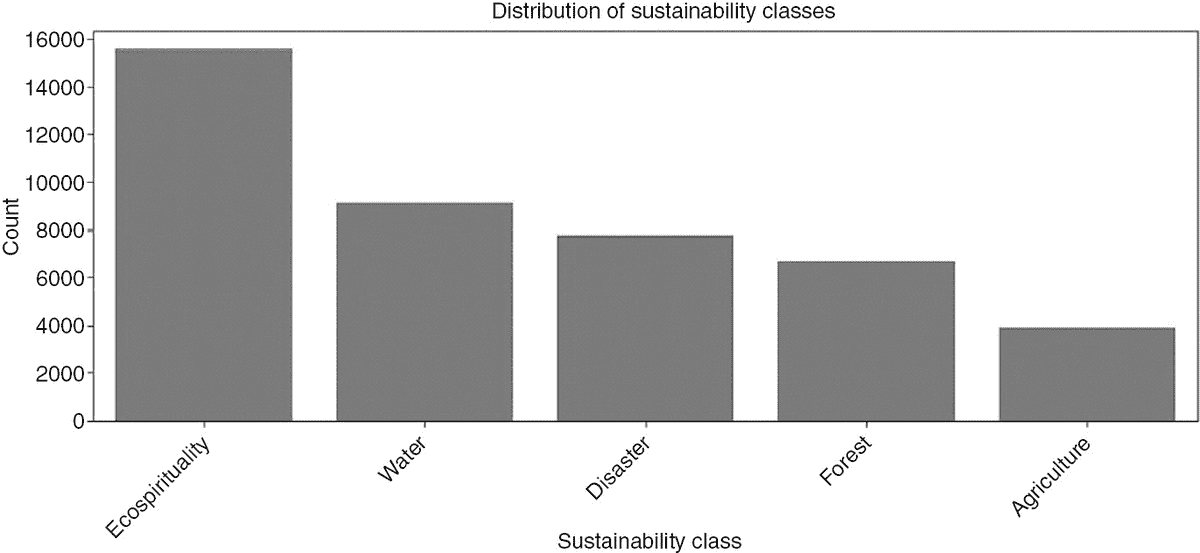 Distribution of sustainability classes
16000
14000
12000
10000
8000
6000
4000
2000
0
Count
Ecospirituality
Water
Disaster
Forest
Agriculture
Sustainability class